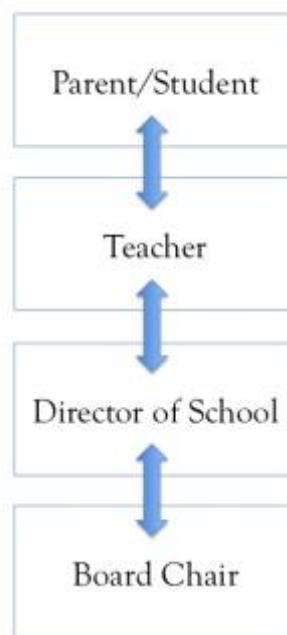 Parent/Student
Teacher
Director of School
Board Chair